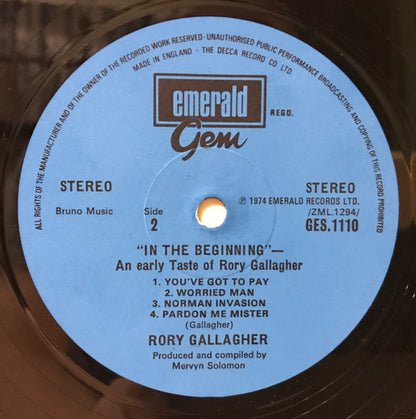 ALL RIGHTS OF THE MANUFACTURER AND OF THE OWNER OF THE RECORDED WORK RESERVED · UNAUTHORISED PUBLIC PERFORMANCE BROADCASTING AND COPYING OF THIS RECORD PROHIBITED
MADE IN ENGLAND · THE DECCA RECORD CO LTD
emerald
REGD.
Gem
STEREO
STEREO
℗ 1974 EMERALD RECORDS LTD.
Bruno Music
Side
2
/ZML.1294/
GES.1110
"IN THE BEGINNING"—
An early Taste of Rory Gallagher
1. YOU'VE GOT TO PAY
2. WORRIED MAN
3. NORMAN INVASION
4. PARDON ME MISTER
(Gallagher)
RORY GALLAGHER
Produced and compiled by
Mervyn Solomon